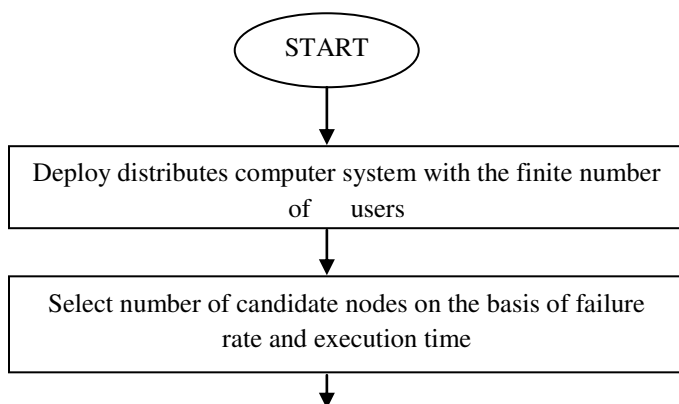 START
Deploy distributes computer system with the finite number
of users
Select number of candidate nodes on the basis of failure
rate and execution time